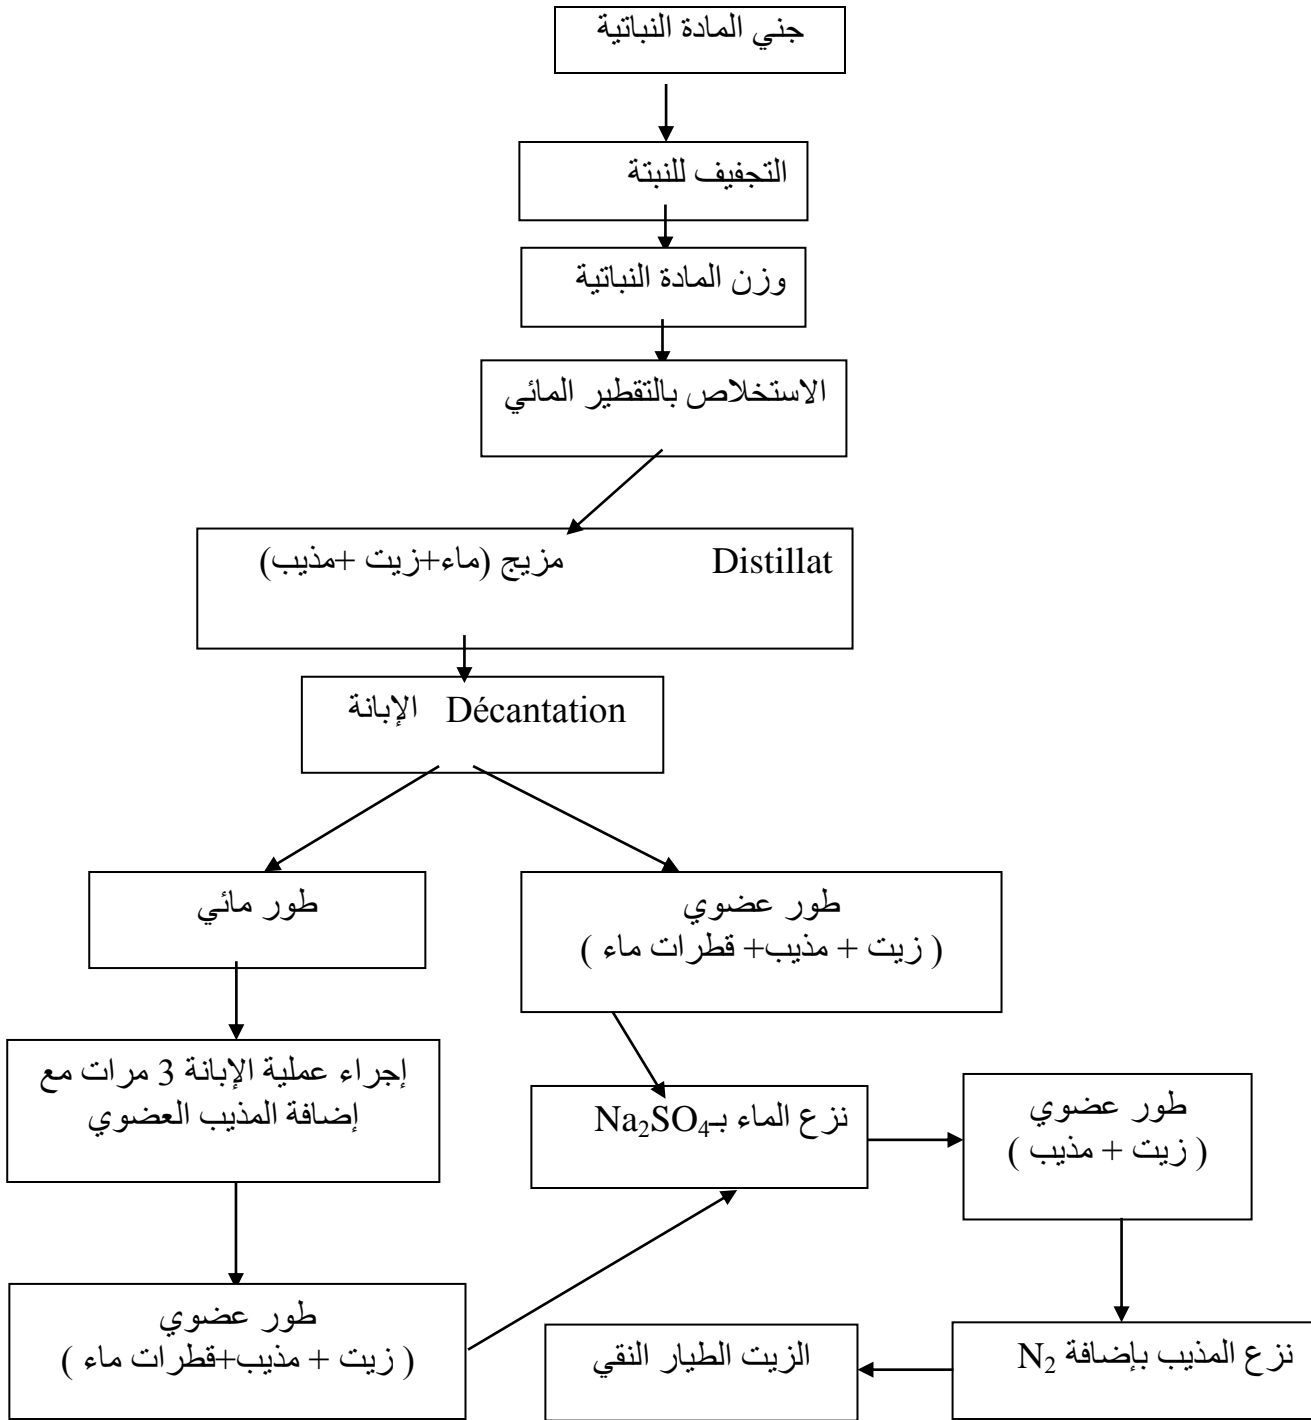 جني المادة النباتية
التجفيف للنبتة
وزن المادة النباتية
الاستخلاص بالتقطير المائي
Distillat مزيج (ماء+زيت +مذيب)
الإبانة Décantation
طور مائي
طور عضوي
( زيت + مذيب+ قطرات ماء )
إجراء عملية الإبانة 3 مرات مع
إضافة المذيب العضوي
نزع الماء بـNa₂SO₄
طور عضوي
( زيت + مذيب )
طور عضوي
( زيت + مذيب+قطرات ماء )
الزيت الطيار النقي
نزع المذيب بإضافة N₂